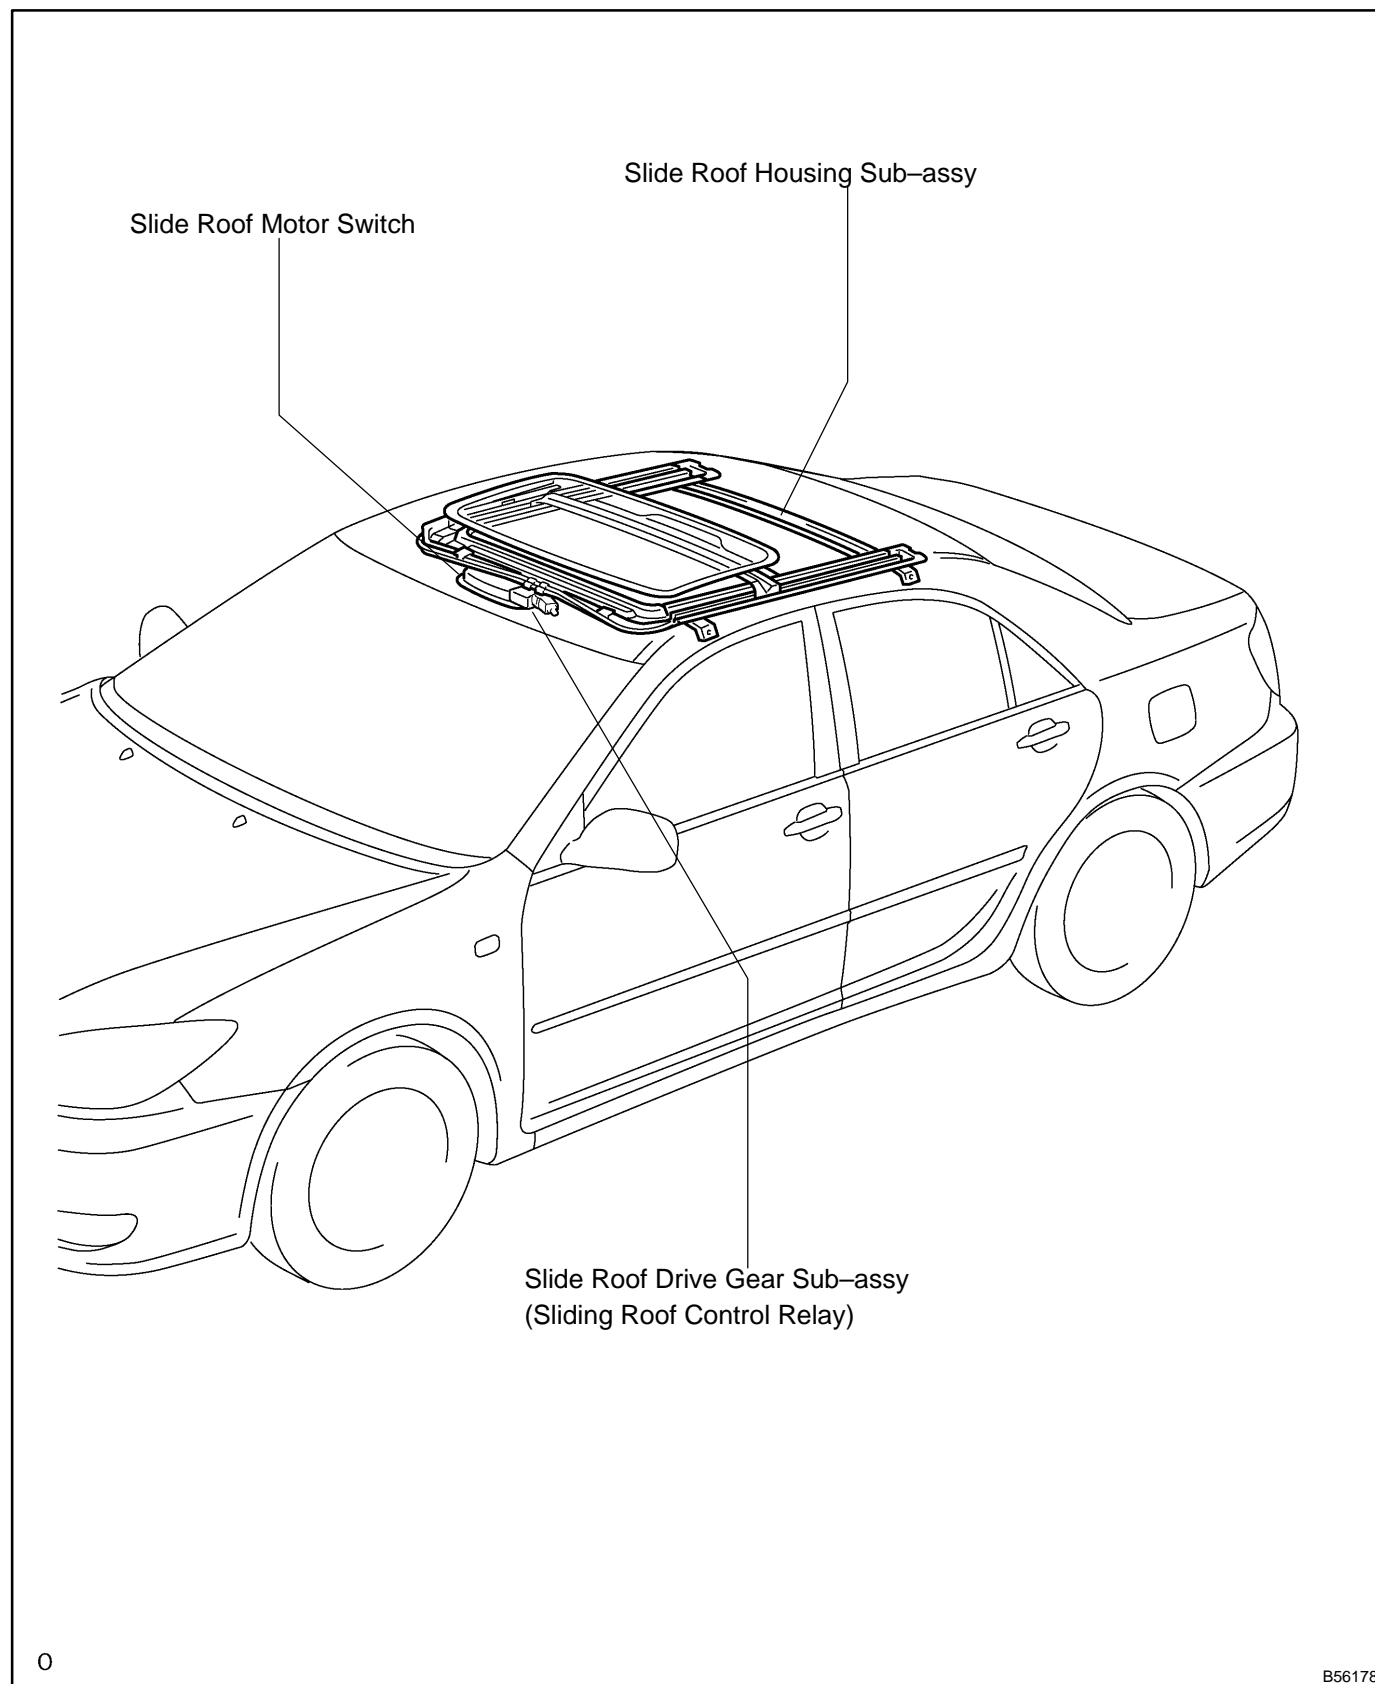 Slide Roof Housing Sub–assy
Slide Roof Motor Switch
Slide Roof Drive Gear Sub–assy
(Sliding Roof Control Relay)
O
B56178